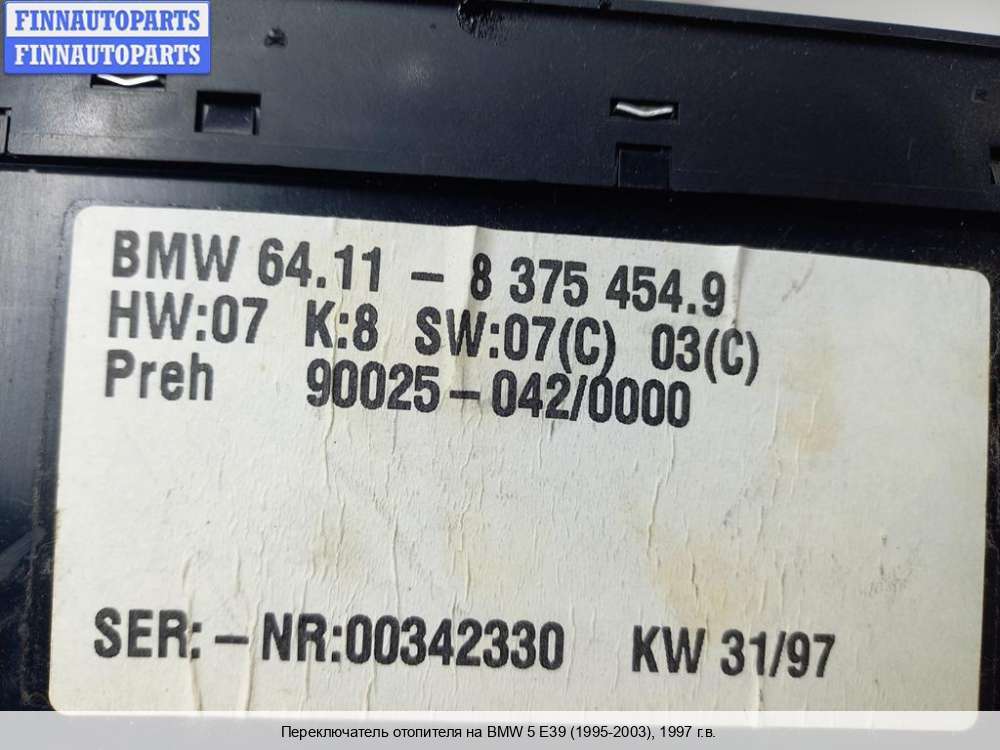 FINNAUTOPARTS
FINNAUTOPARTS
BMW 64.11 - 8 375 454.9
HW:07 K:8 SW:07(C) 03(C)
Preh 90025-042/0000
SER:-NR:00342330 KW 31/97
Переключатель отопителя на BMW 5 E39 (1995-2003), 1997 г.в.